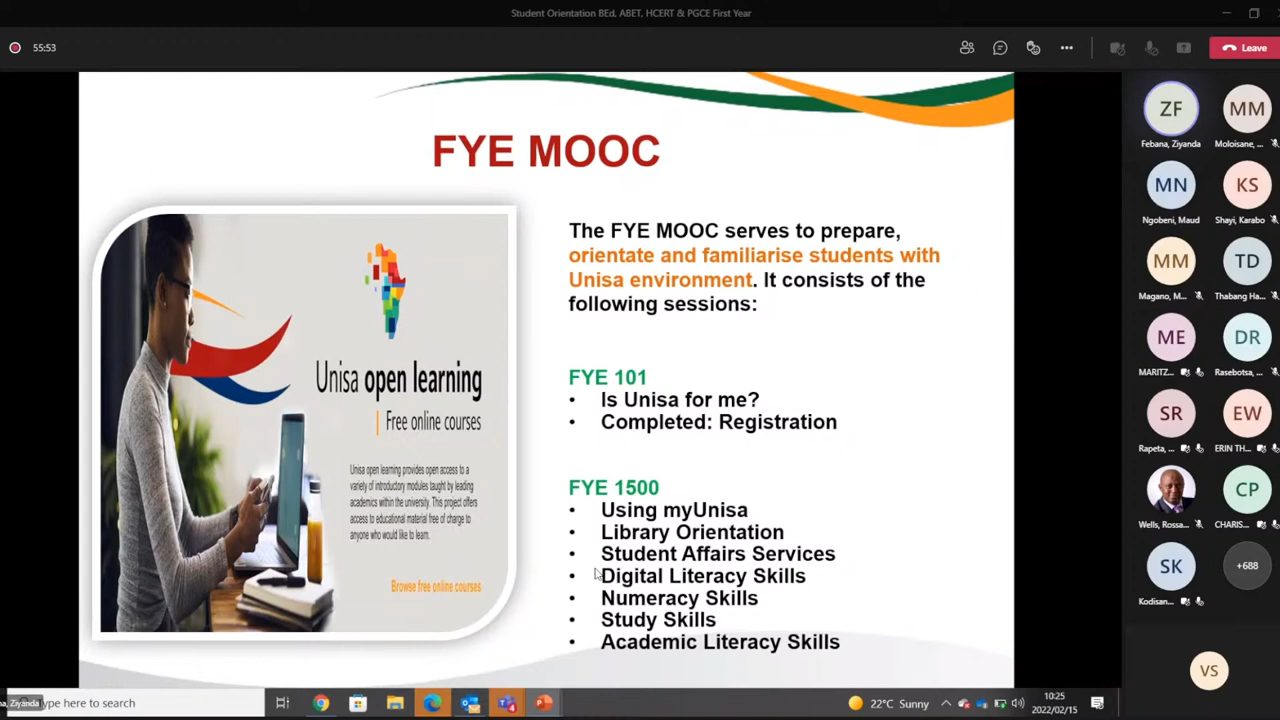 Student Orientation BEd, ABET, HCERT & PGCE First Year
55:53
Leave
FYE MOOC
Unisa open learning
Free online courses
Unisa open learning provides open access to a
variety of introductory modules taught by leading
academics within the university. This project offers
access to educational material free of charge to
anyone who would like to learn.
Browse free online courses
The FYE MOOC serves to prepare,
orientate and familiarise students with
Unisa environment. It consists of the
following sessions:
FYE 101
• Is Unisa for me?
• Completed: Registration
FYE 1500
• Using myUnisa
• Library Orientation
• Student Affairs Services
• Digital Literacy Skills
• Numeracy Skills
• Study Skills
• Academic Literacy Skills
ZF MM
Febana, Ziyanda Moloisane, ...
MN KS
Ngobeni, Maud Shayi, Karabo
MM TD
Magano, M... Thabang Ha...
ME DR
MARITZ... Rasebotsa, ...
SR EW
Rapeta, ... ERIN TH...
CP
Wells, Rossa... CHARIS...
SK +688
Kodisan...
VS
na, Ziyanda
ype here to search
22°C Sunny
10:25
2022/02/15